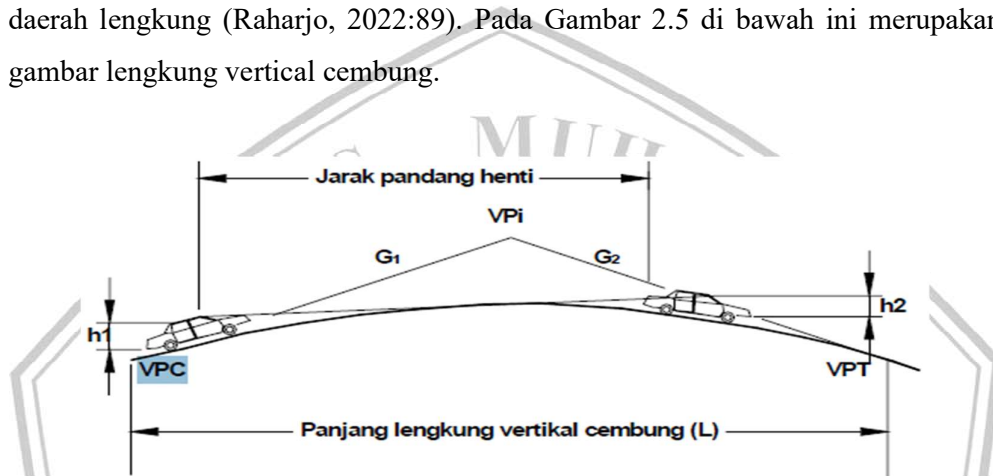 daerah lengkung (Raharjo, 2022:89). Pada Gambar 2.5 di bawah ini merupakan
gambar lengkung vertical cembung.
MUH
Jarak pandang henti
VPi
G1
G2
h1
h2
VPC
VPT
Panjang lengkung vertikal cembung (L)